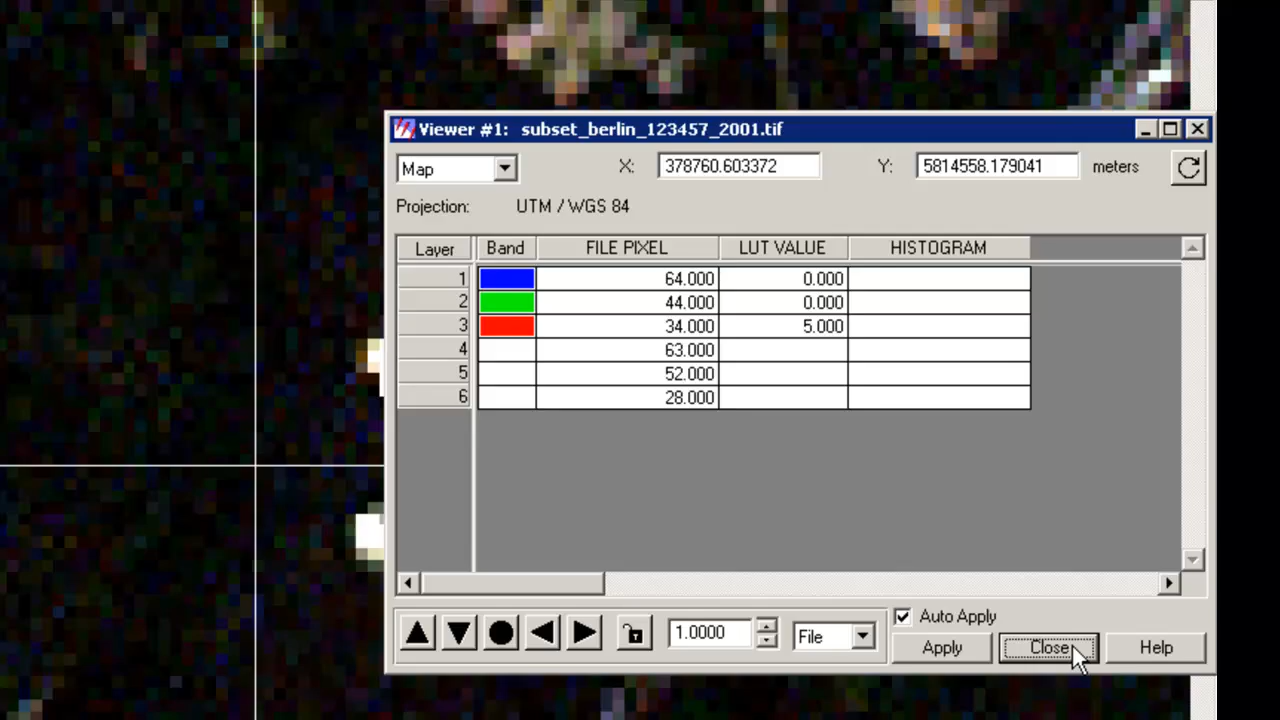 Viewer #1: subset_berlin_123457_2001.tif
Map X: 378760.603372 Y: 5814558.179041 meters
Projection: UTM / WGS 84
Layer Band FILE PIXEL LUT VALUE HISTOGRAM
1 64.000 0.000
2 44.000 0.000
3 34.000 5.000
4 63.000
5 52.000
6 28.000
1.0000 File Auto Apply
Apply Close Help